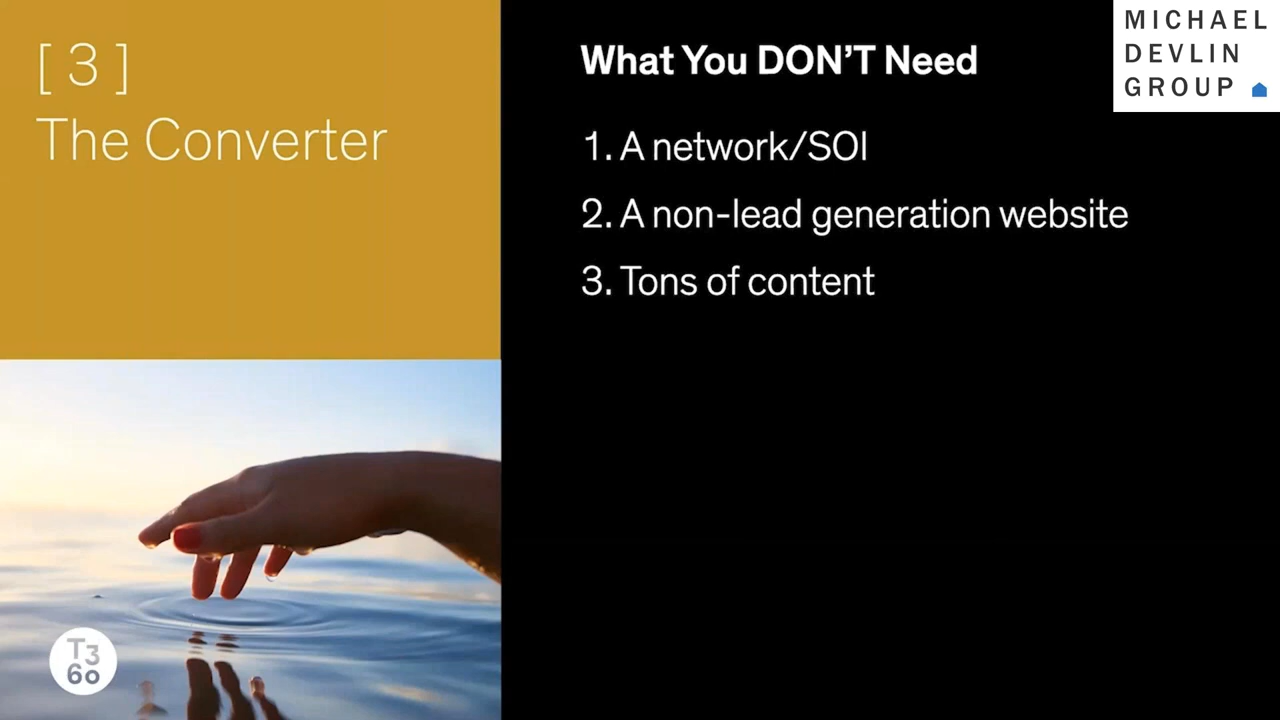 [ 3 ]
The Converter
What You DON’T Need
1. A network/SOI
2. A non-lead generation website
3. Tons of content
MICHAEL
DEVLIN
GROUP
T3
60